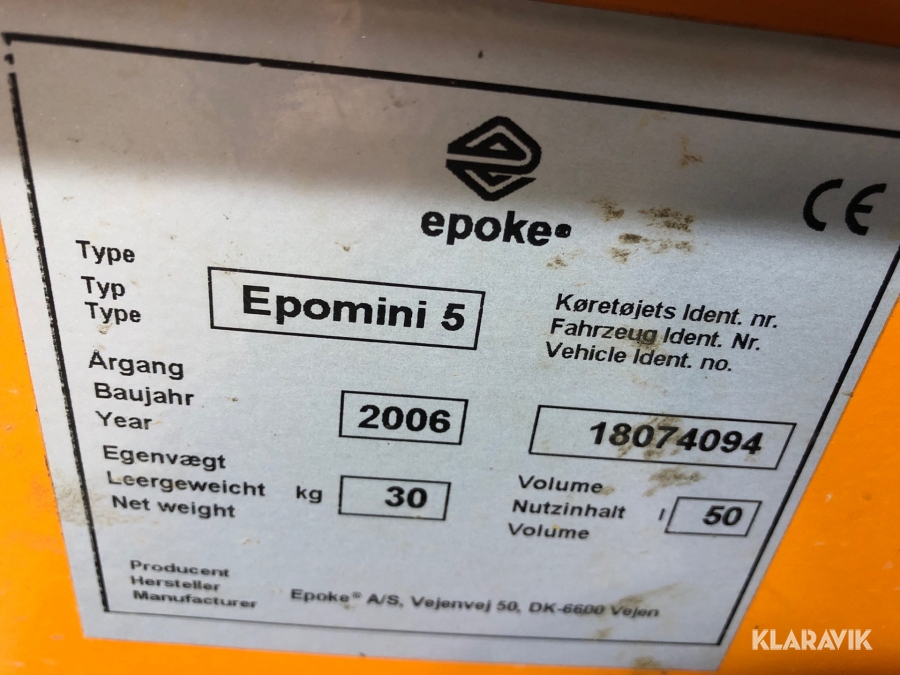 epoke®
CE
Type
Typ
Type
Epomini 5
Køretøjets Ident. nr.
Fahrzeug Ident. Nr.
Vehicle Ident. no.
18074094
Årgang
Baujahr
Year
2006
Egenvægt
Leergeweicht
Net weight
kg
30
Volume
Nutzinhalt
Volume
l
50
Producent
Hersteller
Manufacturer
Epoke® A/S, Vejenvej 50, DK-6600 Vejen
KLARAVIK